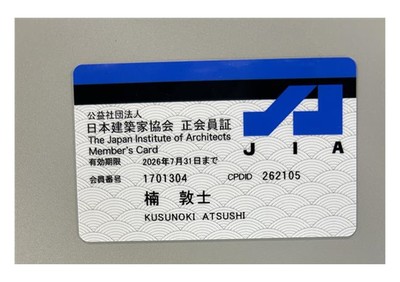 公益社団法人
日本建築家協会 正会員証
The Japan Institute of Architects
Member's Card
有効期限 2026年7月31日まで
会員番号 1701304 CPDID 262105
楠 敦士
KUSUNOKI ATSUSHI
JIA